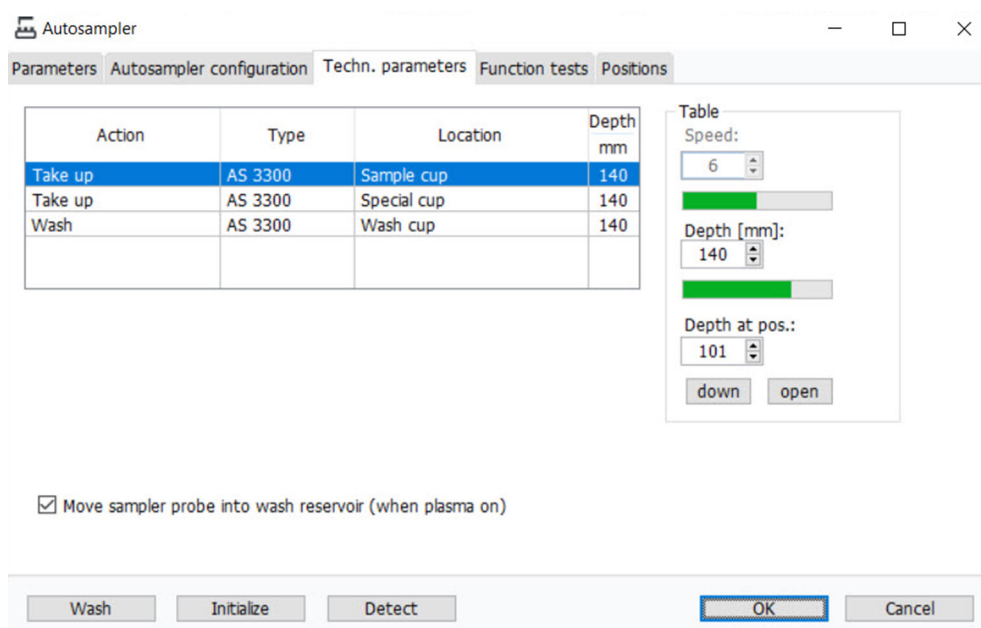 Autosampler
Parameters Autosampler configuration Techn. parameters Function tests Positions
Action Type Location Depth mm
Take up AS 3300 Sample cup 140
Take up AS 3300 Special cup 140
Wash AS 3300 Wash cup 140
Table
Speed:
6
Depth [mm]:
140
Depth at pos.:
101
down open
Move sampler probe into wash reservoir (when plasma on)
Wash Initialize Detect OK Cancel